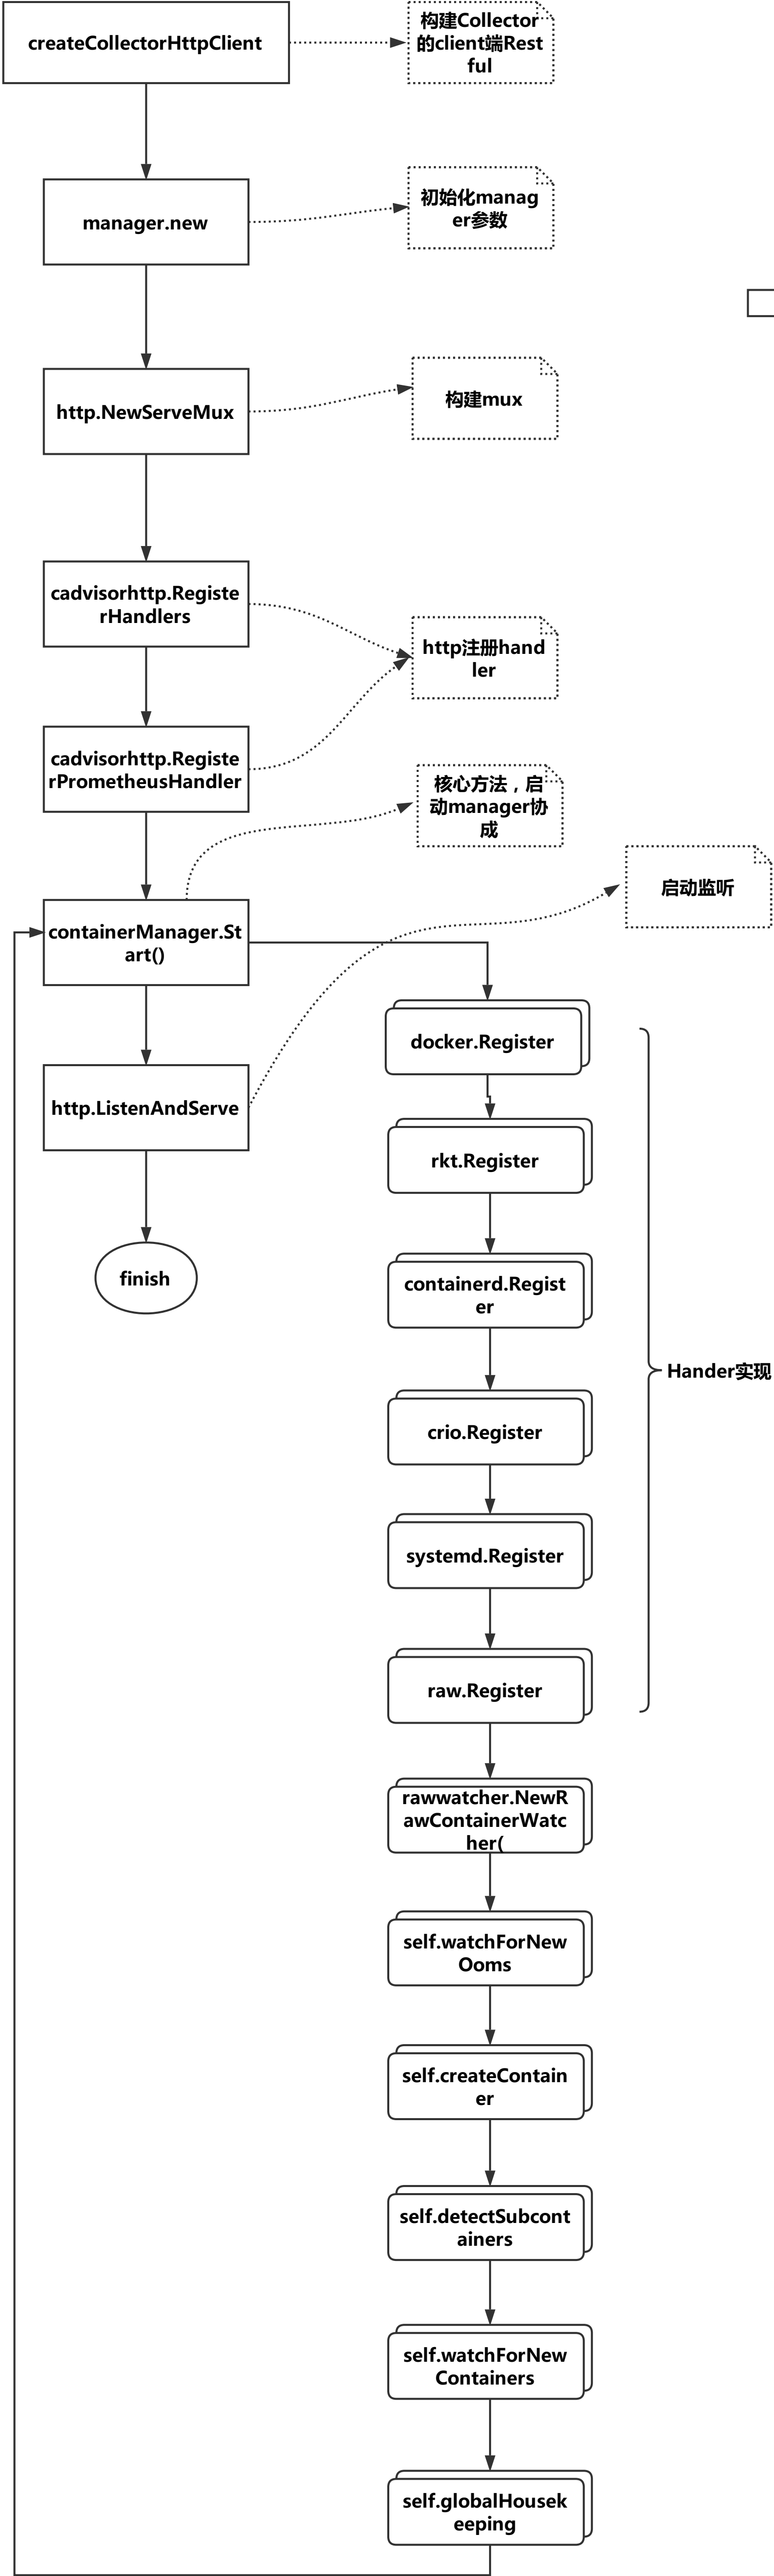 createCollectorHttpClient
构建Collector
的client端Rest
ful
manager.new
初始化manag
er参数
http.NewServeMux
构建mux
cadvisorhttp.Registe
rHandlers
http注册hand
ler
cadvisorhttp.Registe
rPrometheusHandler
核心方法，启
动manager协
成
启动监听
containerManager.St
art()
docker.Register
http.ListenAndServe
rkt.Register
finish
containerd.Regist
er
Hander实现
crio.Register
systemd.Register
raw.Register
rawwatcher.NewR
awContainerWatc
her(
self.watchForNew
Ooms
self.createContain
er
self.detectSubcont
ainers
self.watchForNew
Containers
self.globalHousek
eeping